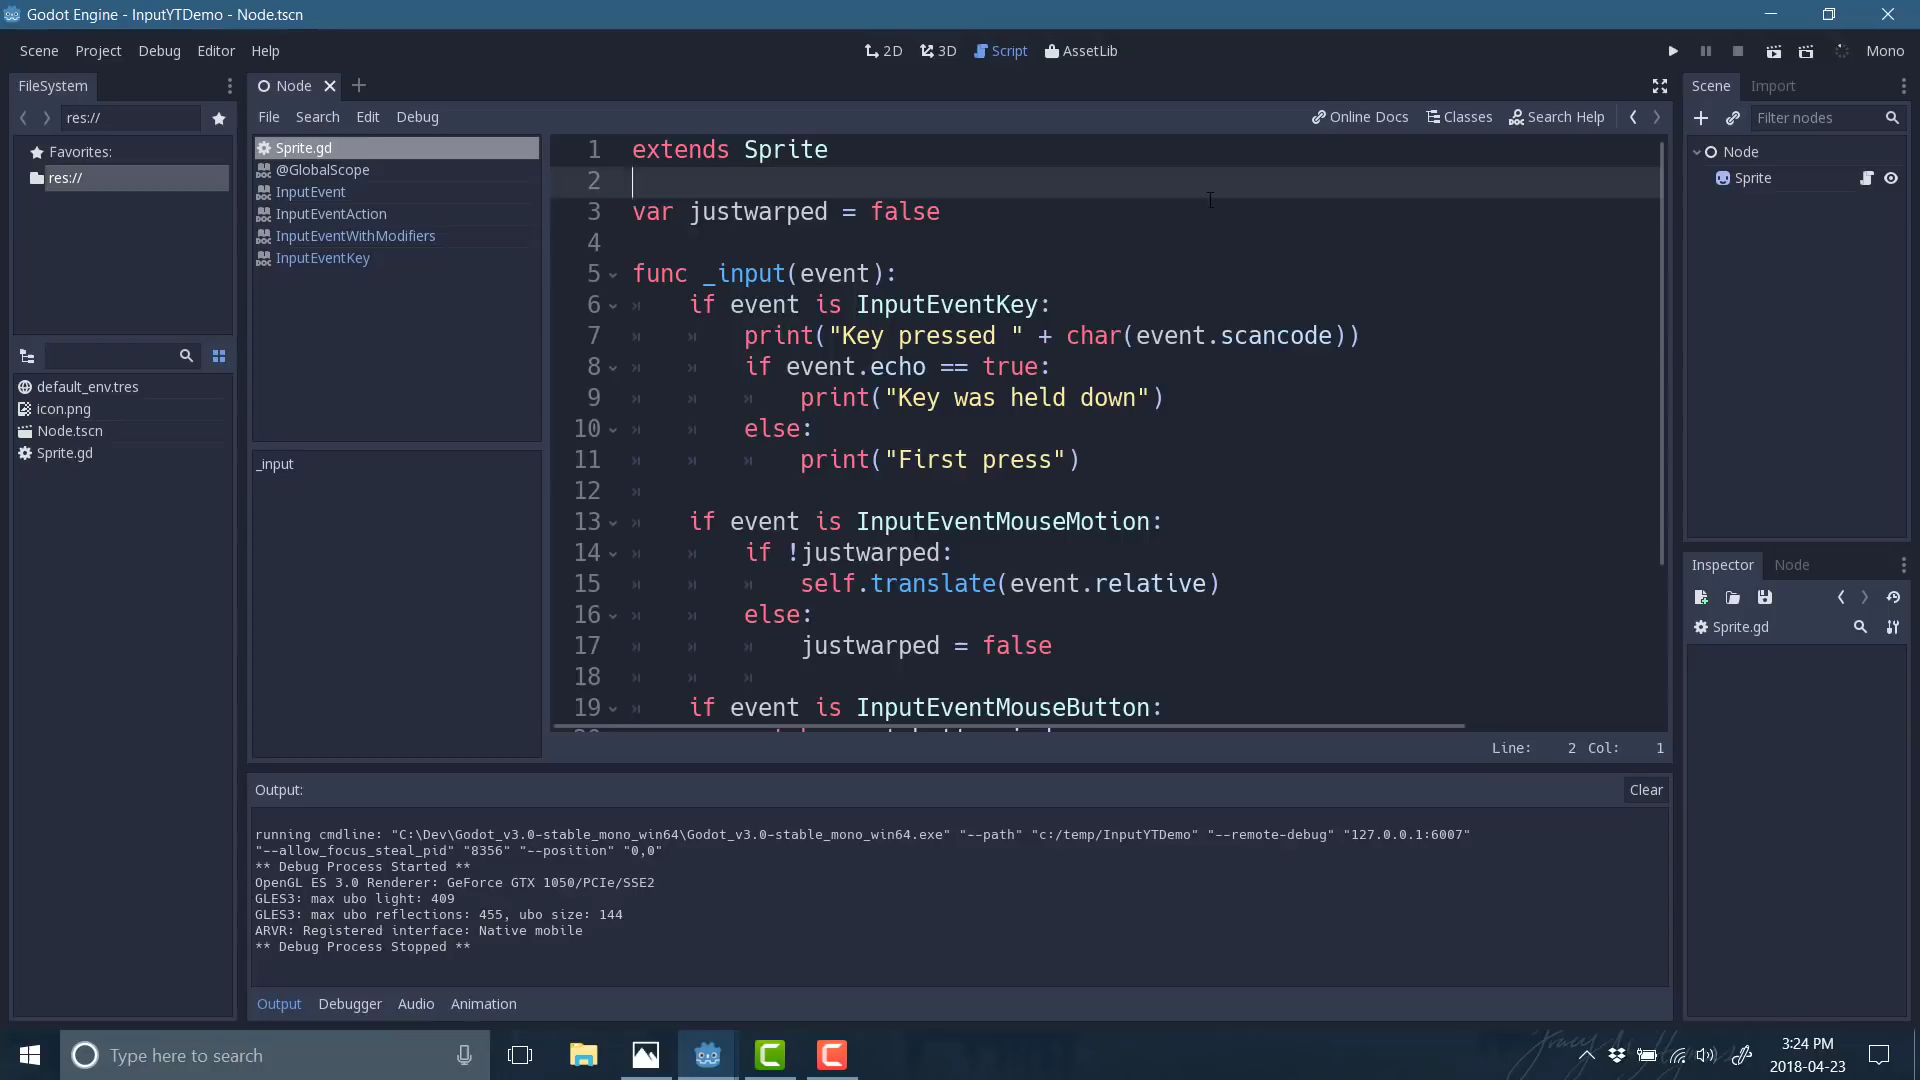 Godot Engine - InputYTDemo - Node.tscn
Scene Project Debug Editor Help
2D 3D Script AssetLib
Mono
FileSystem
res://
Favorites:
res://
default_env.tres
icon.png
Node.tscn
Sprite.gd
Node
File Search Edit Debug
Online Docs Classes Search Help
Sprite.gd
@GlobalScope
InputEvent
InputEventAction
InputEventWithModifiers
InputEventKey
_input
1 extends Sprite
2
3 var justwarped = false
4
5 func _input(event):
6 if event is InputEventKey:
7 print("Key pressed " + char(event.scancode))
8 if event.echo == true:
9 print("Key was held down")
10 else:
11 print("First press")
12
13 if event is InputEventMouseMotion:
14 if !justwarped:
15 self.translate(event.relative)
16 else:
17 justwarped = false
18
19 if event is InputEventMouseButton:
Line: 2 Col: 1
Output:
Clear
running cmdline: "C:\Dev\Godot_v3.0-stable_mono_win64\Godot_v3.0-stable_mono_win64.exe" "--path" "c:/temp/InputYTDemo" "--remote-debug" "127.0.0.1:6007"
"--allow_focus_steal_pid" "8356" "--position" "0,0"
** Debug Process Started **
OpenGL ES 3.0 Renderer: GeForce GTX 1050/PCIe/SSE2
GLES3: max ubo light: 409
GLES3: max ubo reflections: 455, ubo size: 144
ARVR: Registered interface: Native mobile
** Debug Process Stopped **
Output Debugger Audio Animation
Scene Import
Filter nodes
Node
Sprite
Inspector Node
Sprite.gd
Type here to search
3:24 PM
2018-04-23